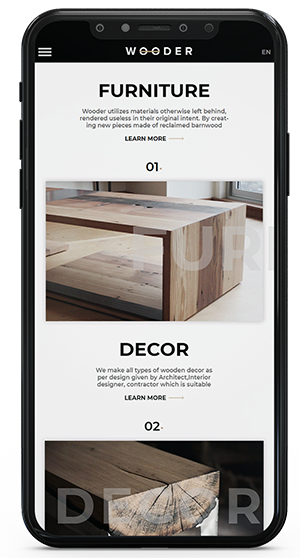 WOODER
EN
FURNITURE
Wooder utilizes materials otherwise left behind,
rendered useless in their original intent. By creat-
ing new pieces made of reclaimed barnwood
LEARN MORE
01
FURN
DECOR
We make all types of wooden decor as
per design given by Architect,Interior
designer, contractor which is suitable
LEARN MORE
02
DECOR